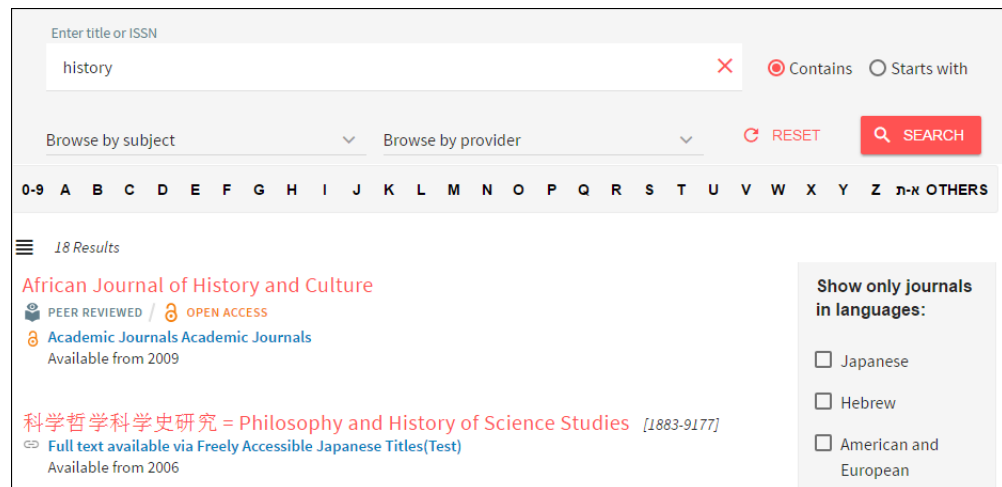 Enter title or ISSN
history
Contains
Starts with
Browse by subject
Browse by provider
RESET
SEARCH
0-9 A B C D E F G H I J K L M N O P Q R S T U V W X Y Z א-ת OTHERS
18 Results
African Journal of History and Culture
PEER REVIEWED / OPEN ACCESS
Academic Journals Academic Journals
Available from 2009
科学哲学科学史研究 = Philosophy and History of Science Studies [1883-9177]
Full text available via Freely Accessible Japanese Titles(Test)
Available from 2006
Show only journals
in languages:
Japanese
Hebrew
American and
European